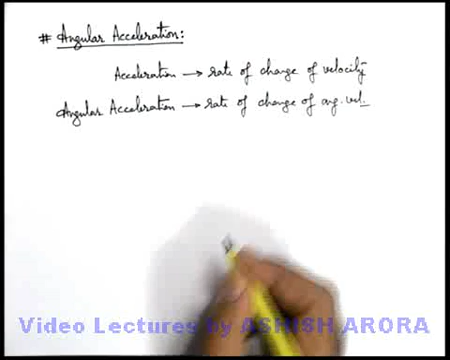 # Angular Acceleration:
Acceleration → rate of change of velocity
Angular Acceleration → rate of change of ang. vel.
Video Lectures by ASHISH ARORA